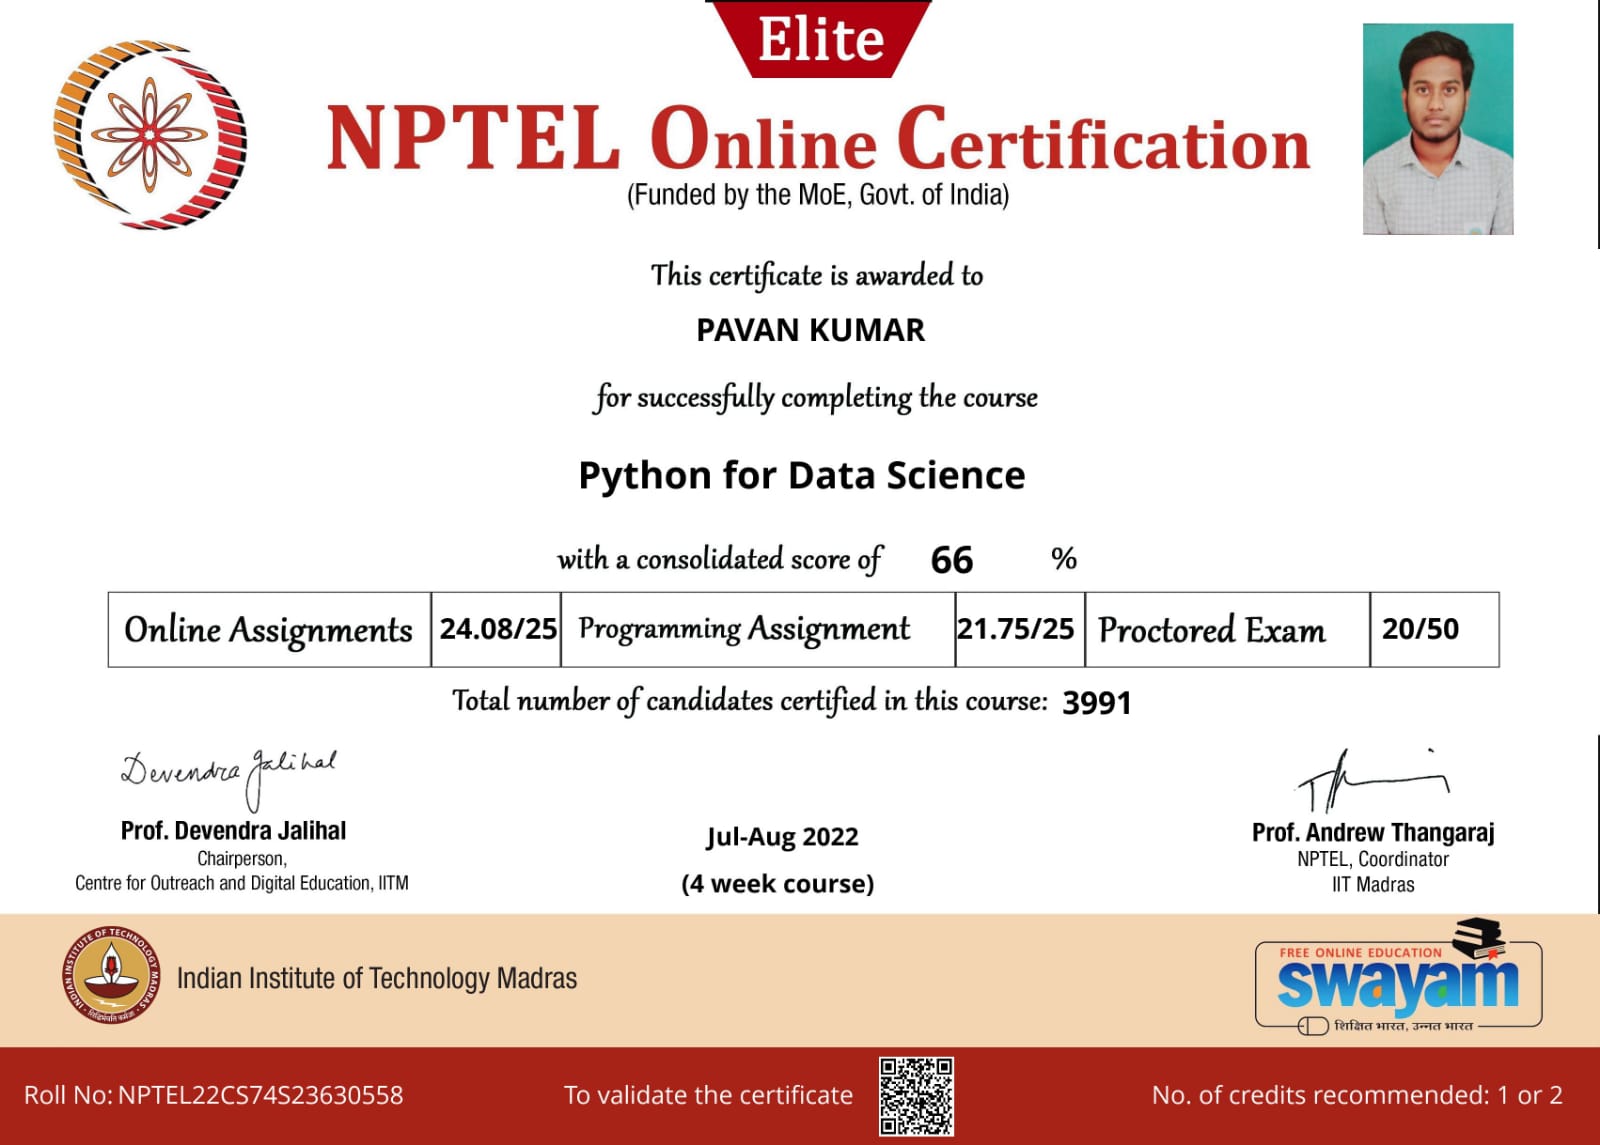 Elite
NPTEL Online Certification
(Funded by the MoE, Govt. of India)
This certificate is awarded to
PAVAN KUMAR
for successfully completing the course
Python for Data Science
with a consolidated score of 66 %
Online Assignments 24.08/25 Programming Assignment 21.75/25 Proctored Exam 20/50
Total number of candidates certified in this course: 3991
Devendra Jalihal
Prof. Devendra Jalihal
Chairperson,
Centre for Outreach and Digital Education, IITM
Jul-Aug 2022
(4 week course)
Prof. Andrew Thangaraj
NPTEL, Coordinator
IIT Madras
INDIAN INSTITUTE OF TECHNOLOGY MADRAS
Indian Institute of Technology Madras
FREE ONLINE EDUCATION
swayam
शिक्षित भारत, उन्नत भारत
Roll No: NPTEL22CS74S23630558
To validate the certificate
No. of credits recommended: 1 or 2